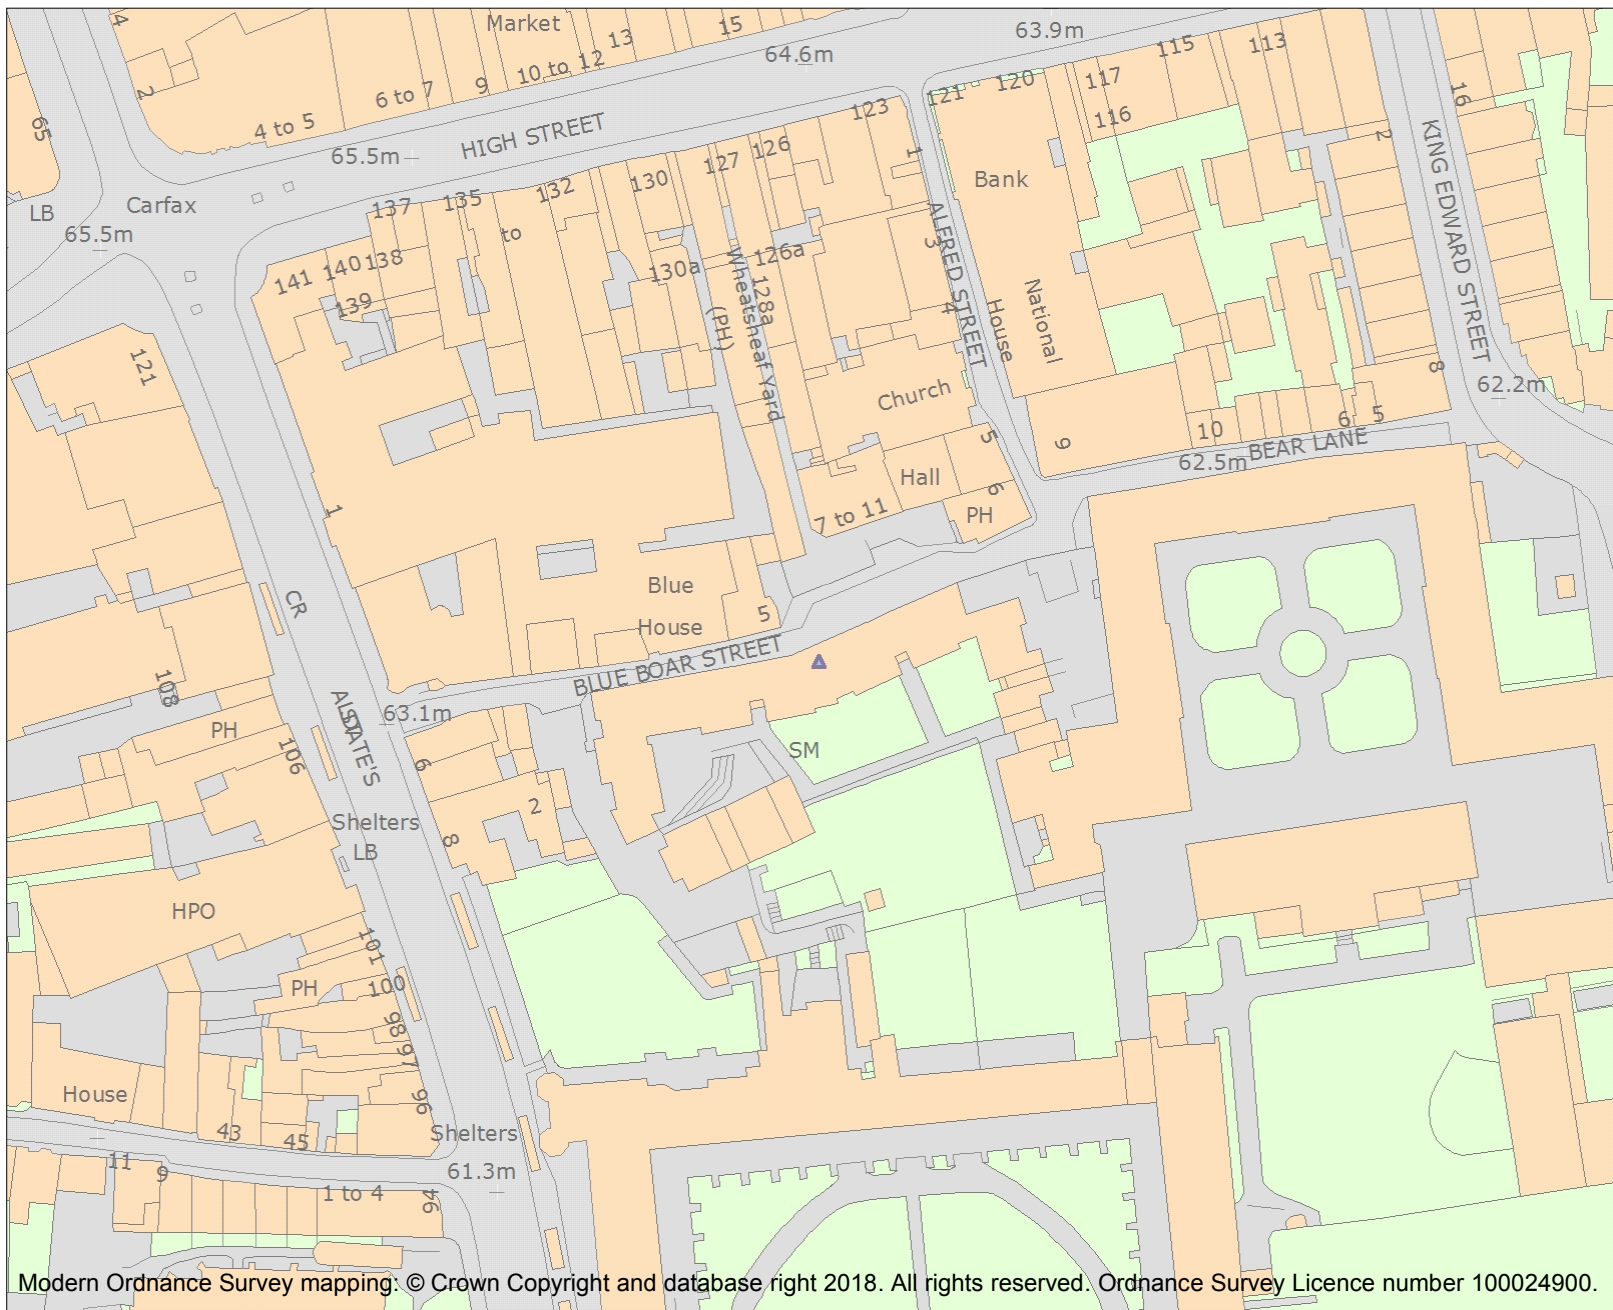 4
Market
15
63.9m
13
64.6m
115
113
2
6 to 7
9
10 to 12
120
117
16
65
4 to 5
HIGH STREET
123
121
116
65.5m
127
126
1
Bank
2
KING EDWARD STREET
LB
Carfax
137
135
132
130
ALFRED STREET
65.5m
to
3
141
140
138
130a
126a
139
(PH)
Wheatsheaf Yard
128a
4
National
House
121
Church
8
62.2m
5
9
10
6
5
BEAR LANE
62.5m
1
Hall
6
7 to 11
PH
CR
Blue
House
5
BLUE BOAR STREET
108
63.1m
ALDATE'S
ST
PH
106
6
SM
2
Shelters
8
LB
HPO
101
PH
100
98
97
House
96
43
45
Shelters
11
9
61.3m
1 to 4
94
Modern Ordnance Survey mapping: © Crown Copyright and database right 2018. All rights reserved. Ordnance Survey Licence number 100024900.